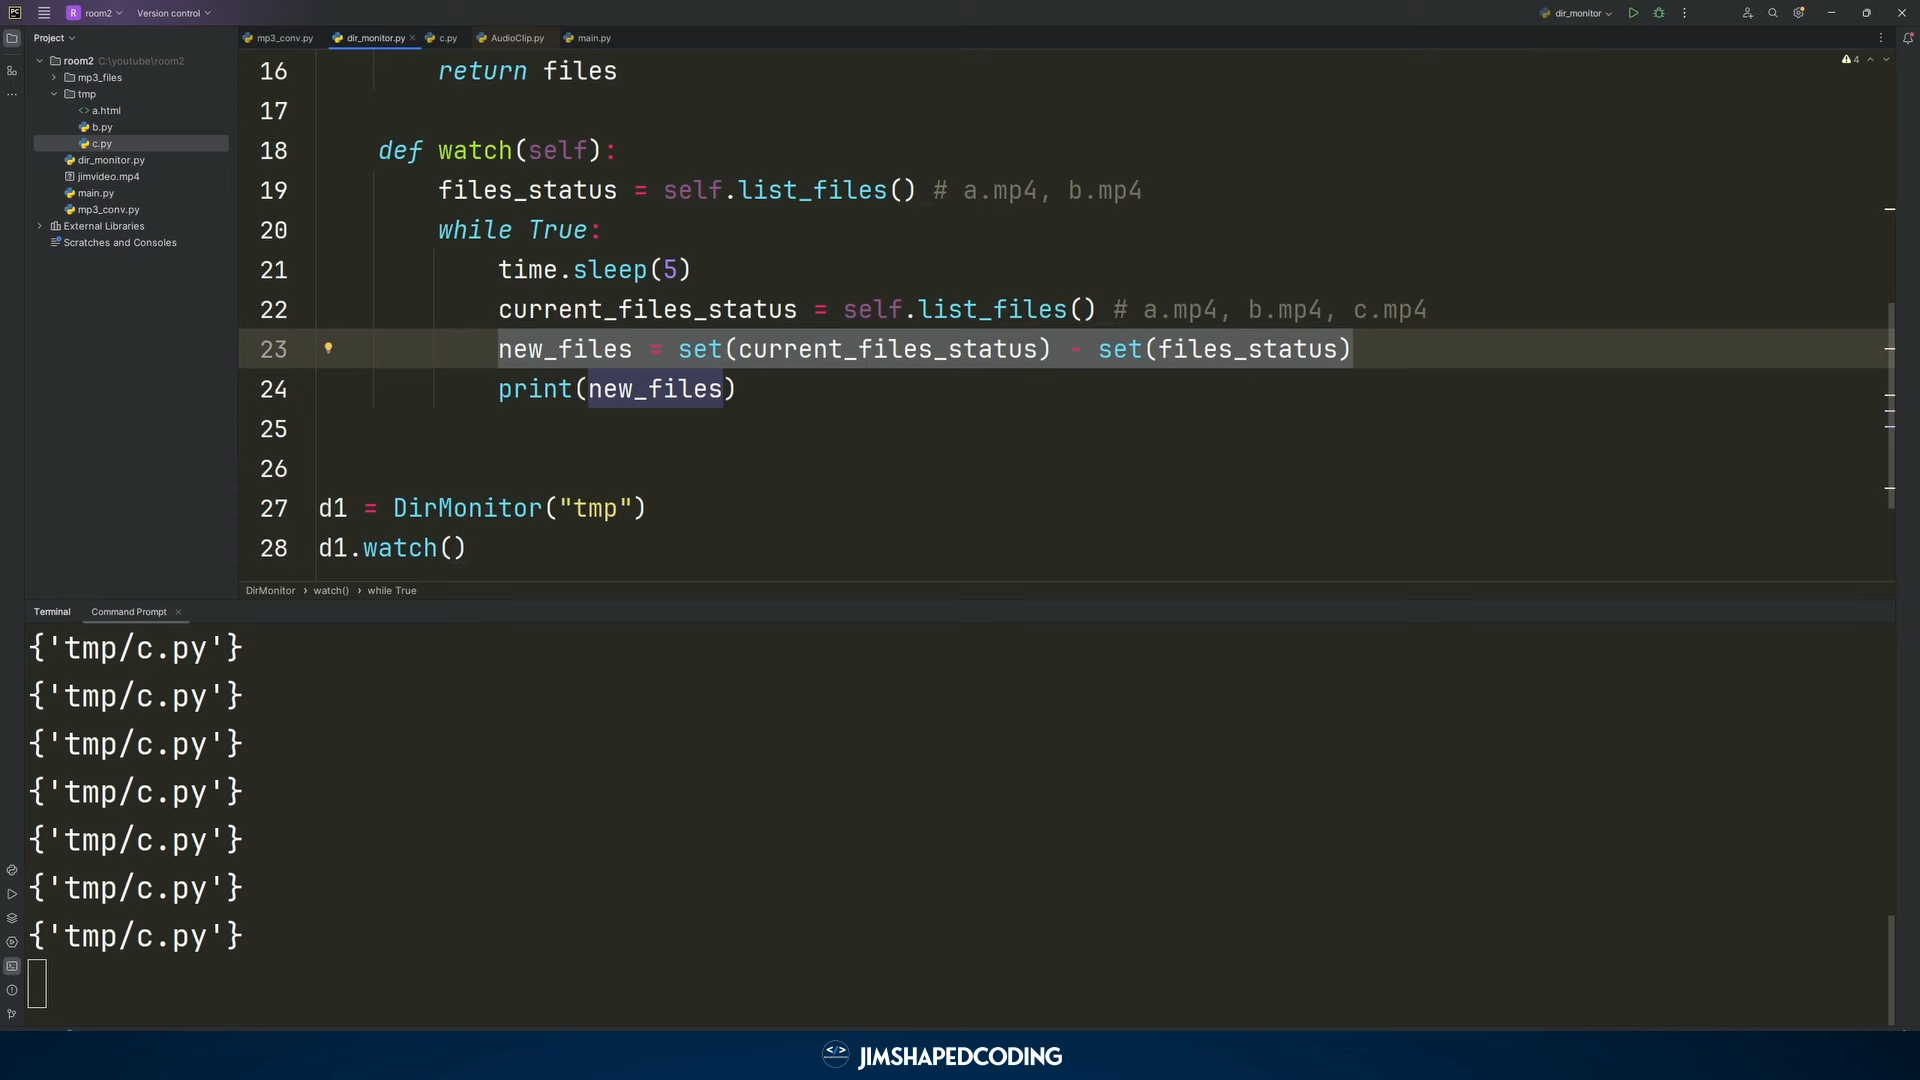 PC
R room2 Version control
dir_monitor
Project
mp3_conv.py dir_monitor.py c.py AudioClip.py main.py
room2 C:\youtube\room2
mp3_files
tmp
a.html
b.py
c.py
dir_monitor.py
jimvideo.mp4
main.py
mp3_conv.py
External Libraries
Scratches and Consoles
4
16 return files
17
18 def watch(self):
19 files_status = self.list_files() # a.mp4, b.mp4
20 while True:
21 time.sleep(5)
22 current_files_status = self.list_files() # a.mp4, b.mp4, c.mp4
23 new_files = set(current_files_status) - set(files_status)
24 print(new_files)
25
26
27 d1 = DirMonitor("tmp")
28 d1.watch()
DirMonitor › watch() › while True
Terminal Command Prompt
{'tmp/c.py'}
{'tmp/c.py'}
{'tmp/c.py'}
{'tmp/c.py'}
{'tmp/c.py'}
{'tmp/c.py'}
{'tmp/c.py'}
</> JIMSHAPEDCODING